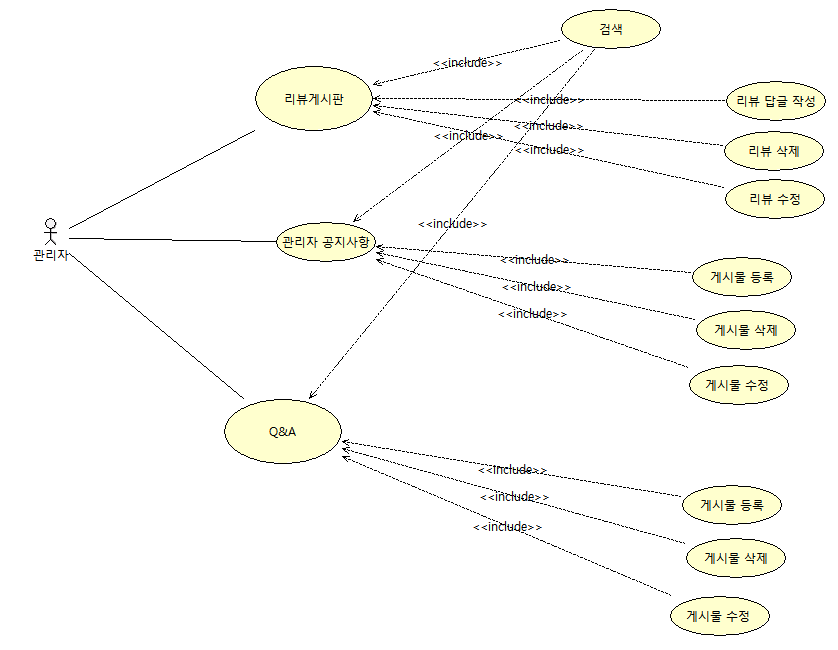 검색
<<include>>
리뷰게시판
<<include>>
리뷰 답글 작성
<<include>>
<<include>>
<<include>>
리뷰 삭제
리뷰 수정
<<include>>
관리자
관리자 공지사항
<<include>>
게시물 등록
<<include>>
<<include>>
게시물 삭제
게시물 수정
Q&A
<<include>>
<<include>>
게시물 등록
<<include>>
게시물 삭제
게시물 수정